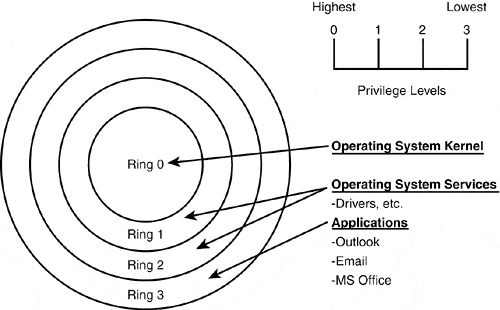 Highest Lowest
0 1 2 3
Privilege Levels
Ring 0
Operating System Kernel
Operating System Services
-Drivers, etc.
Applications
-Outlook
-Email
-MS Office
Ring 1
Ring 2
Ring 3